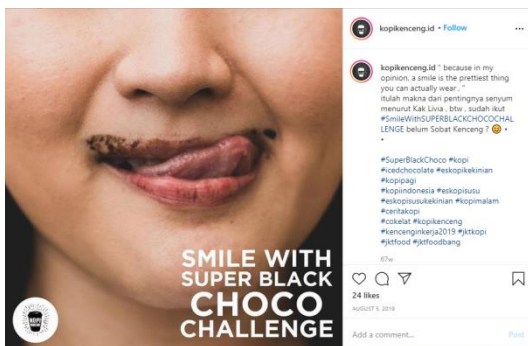 kopikenceng.id • Follow
kopikenceng.id " because in my
opinion, a smile is the prettiest thing
you can actually wear . "
itulah makna dari pentingnya senyum
menurut Kak Livia . btw . sudah ikut
#SmileWithSUPERBLACKCHOCOCHAL
LENGE belum Sobat Kenceng ? 😆 •
•
#SuperBlackChoco #kopi
#icedchocolate #eskopikekinian
#kopipagi
#kopiindonesia #eskopisusu
#eskopisusukekinian #kopimalam
#ceritakopi
#cokelat #kopikenceng
#kencenginkerja2019 #jktkopi
#jktfood #jktfoodbang
67w
24 likes
AUGUST 5, 2019
Add a comment...
Post
SMILE WITH
SUPER BLACK
CHOCO
CHALLENGE
KOPI